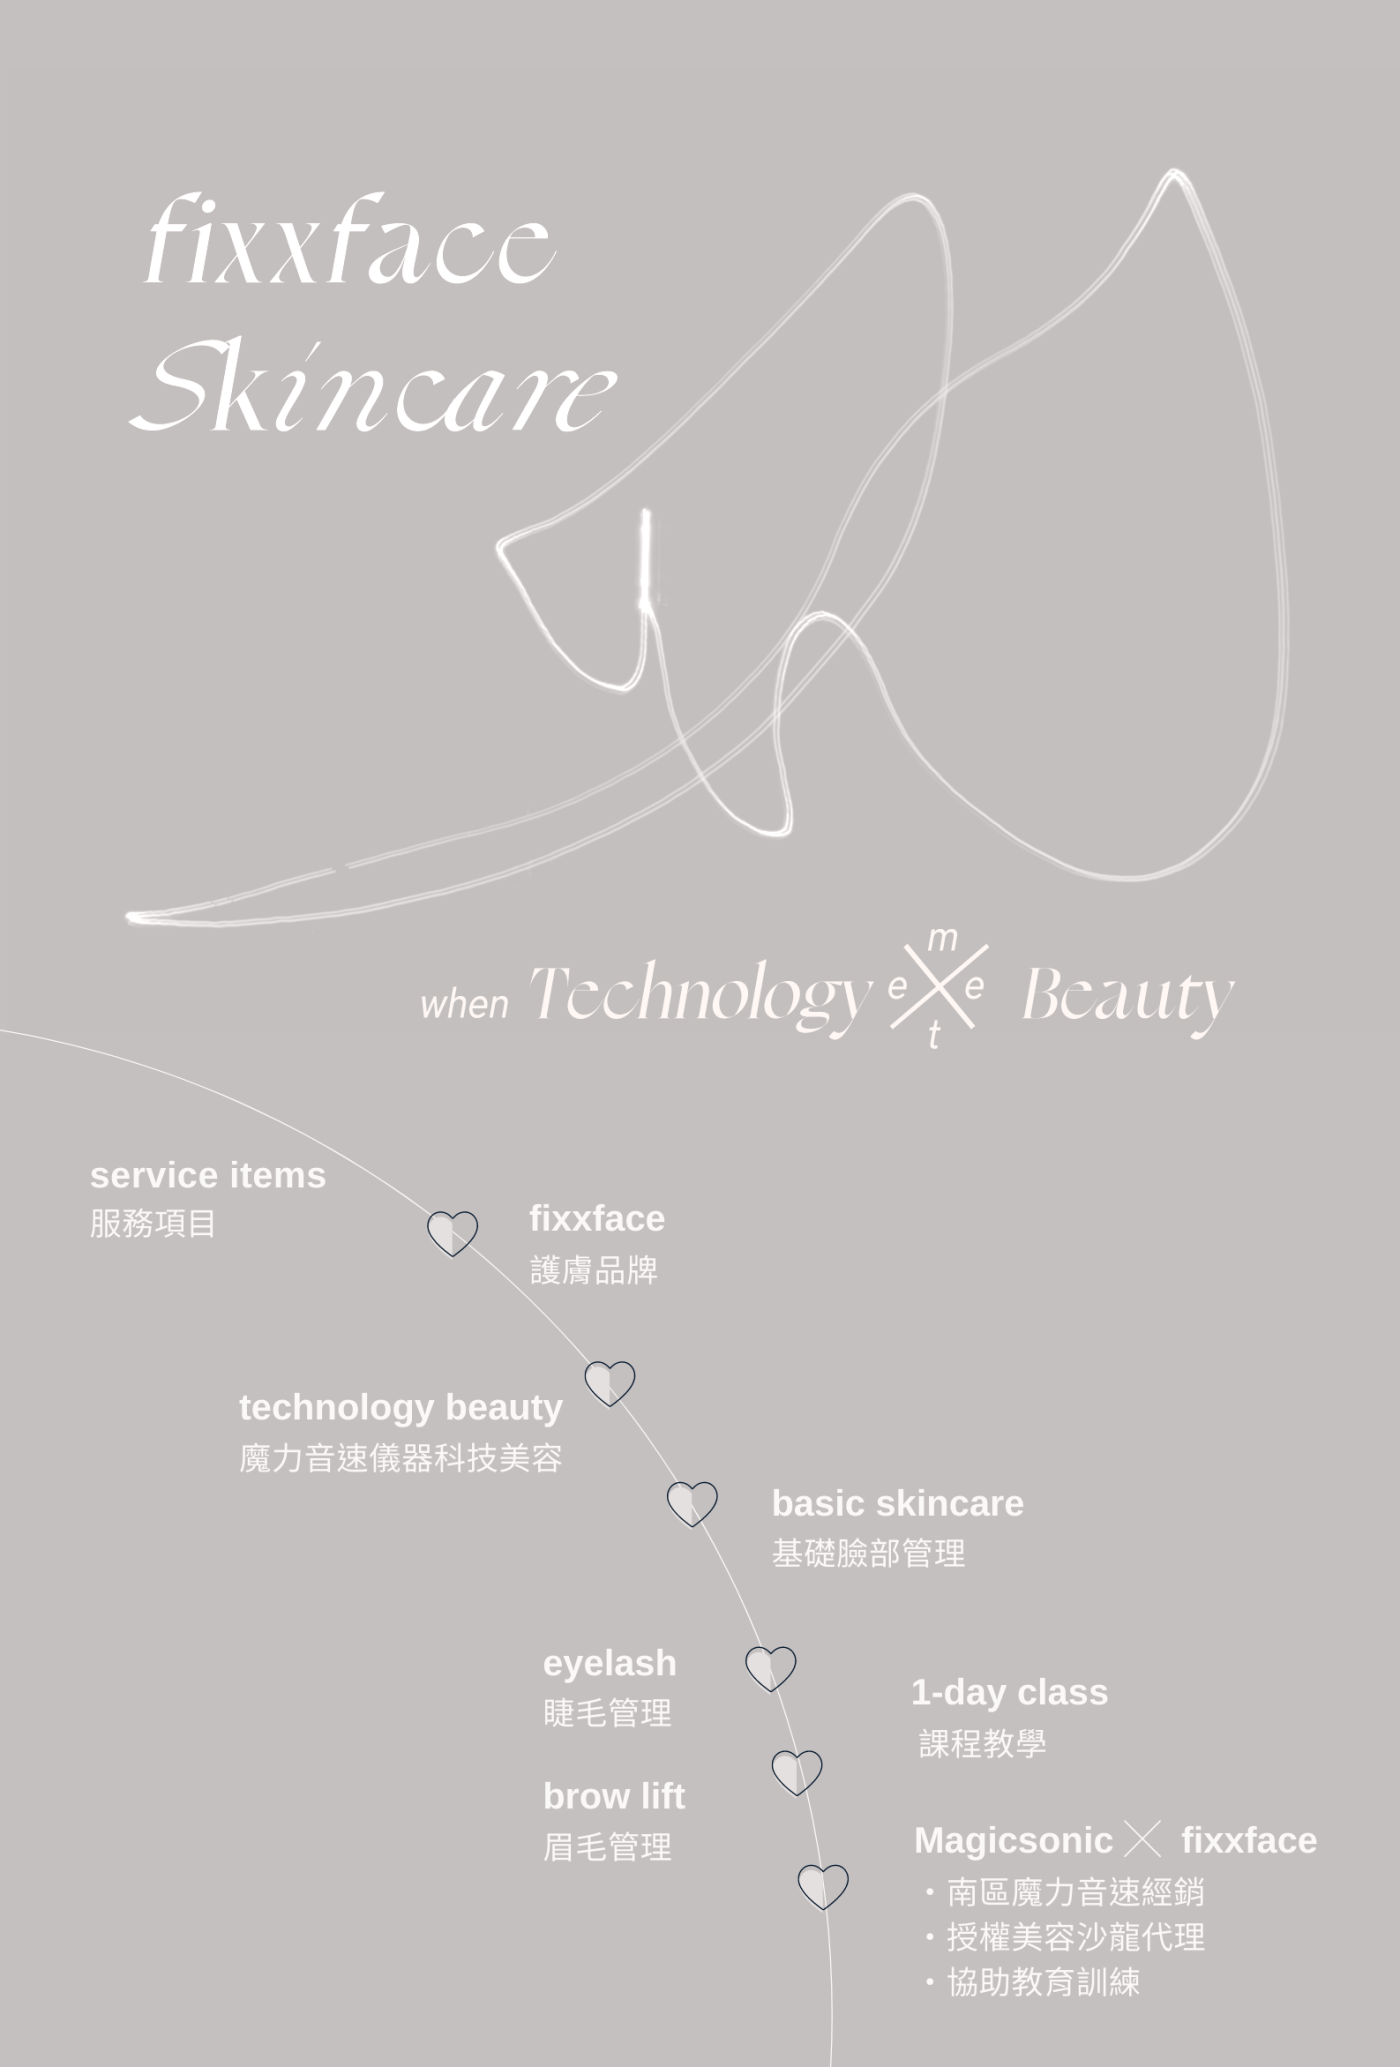 fixxface
Skincare
when Technology meet Beauty
service items
服務項目
fixxface
護膚品牌
technology beauty
魔力音速儀器科技美容
basic skincare
基礎臉部管理
eyelash
睫毛管理
1-day class
課程教學
brow lift
眉毛管理
Magicsonic × fixxface
・南區魔力音速經銷
・授權美容沙龍代理
・協助教育訓練